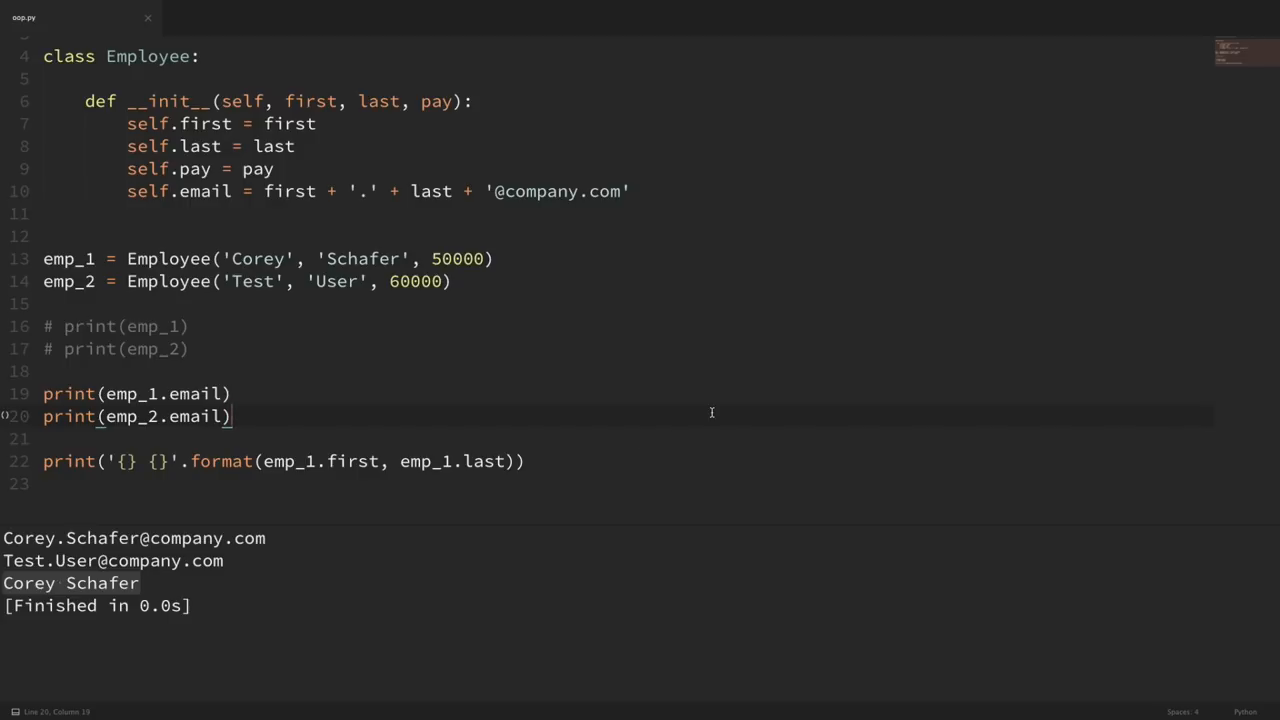 oop.py ×
4 class Employee:
5
6     def __init__(self, first, last, pay):
7         self.first = first
8         self.last = last
9         self.pay = pay
10         self.email = first + '.' + last + '@company.com'
11
12
13 emp_1 = Employee('Corey', 'Schafer', 50000)
14 emp_2 = Employee('Test', 'User', 60000)
15
16 # print(emp_1)
17 # print(emp_2)
18
19 print(emp_1.email)
20 print(emp_2.email)
21
22 print('{} {}'.format(emp_1.first, emp_1.last))
23
Corey.Schafer@company.com
Test.User@company.com
Corey Schafer
[Finished in 0.0s]
Line 20, Column 19 Spaces: 4 Python